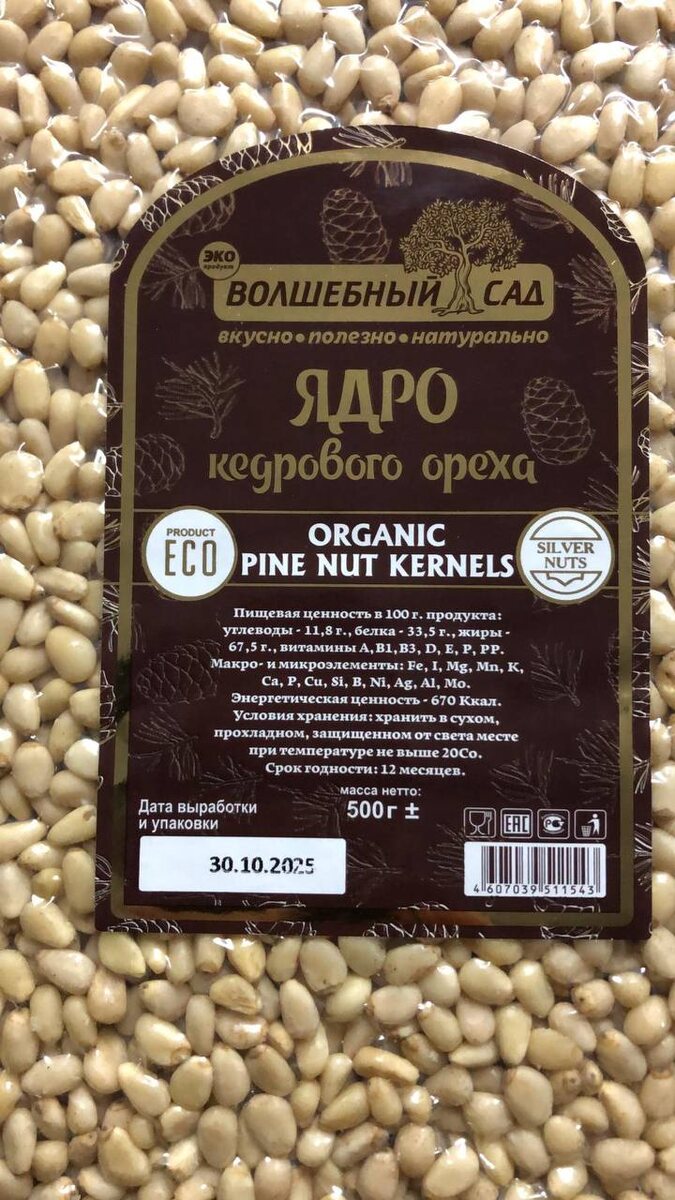 ЭКО
продукт
ВОЛШЕБНЫЙ САД
вкусно•полезно•натурально
ЯДРО
кедрового ореха
PRODUCT
ECO
ORGANIC
PINE NUT KERNELS
SILVER
NUTS
Пищевая ценность в 100 г. продукта:
углеводы - 11,8 г., белка - 33,5 г., жиры -
67,5 г., витамины А,В1,В3, D, E, P, PP.
Макро- и микроэлементы: Fe, I, Mg, Mn, K,
Ca, P, Cu, Si, B, Ni, Ag, Al, Mo.
Энергетическая ценность - 670 Ккал.
Условия хранения: хранить в сухом,
прохладном, защищенном от света месте
при температуре не выше 20Со.
Срок годности: 12 месяцев.
масса нетто:
500г ±
Дата выработки
и упаковки
30.10.2025
EAC
РСТ
4 607039 511543